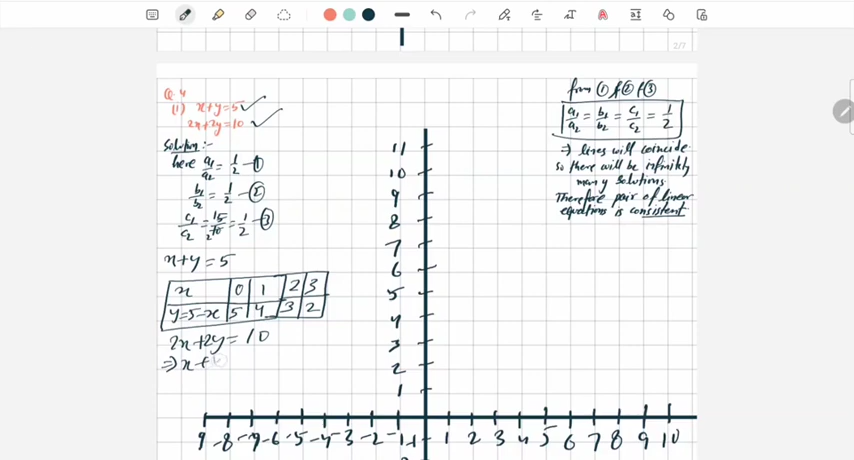 2/7
Q.4
(1) x+y=5 ✓
2x+2y=10 ✓
Solution:-
here a₁/a₂ = 1/2 -①
b₁/b₂ = 1/2 -②
c₁/c₂ = 5/10 = 1/2 -③
x+y=5
x 0 1 2 3
y=5-x 5 4 3 2
2x+2y=10
⇒ x+y
from ① & ② & ③
a₁/a₂ = b₁/b₂ = c₁/c₂ = 1/2
⇒ lines will coincide
so there will be infinitely
many solutions
Therefore pair of linear
equations is consistent
11
10
9
8
7
6
5
4
3
2
1
9 -8 -7 -6 -5 -4 -3 -2 -1 1 2 3 4 5 6 7 8 9 10